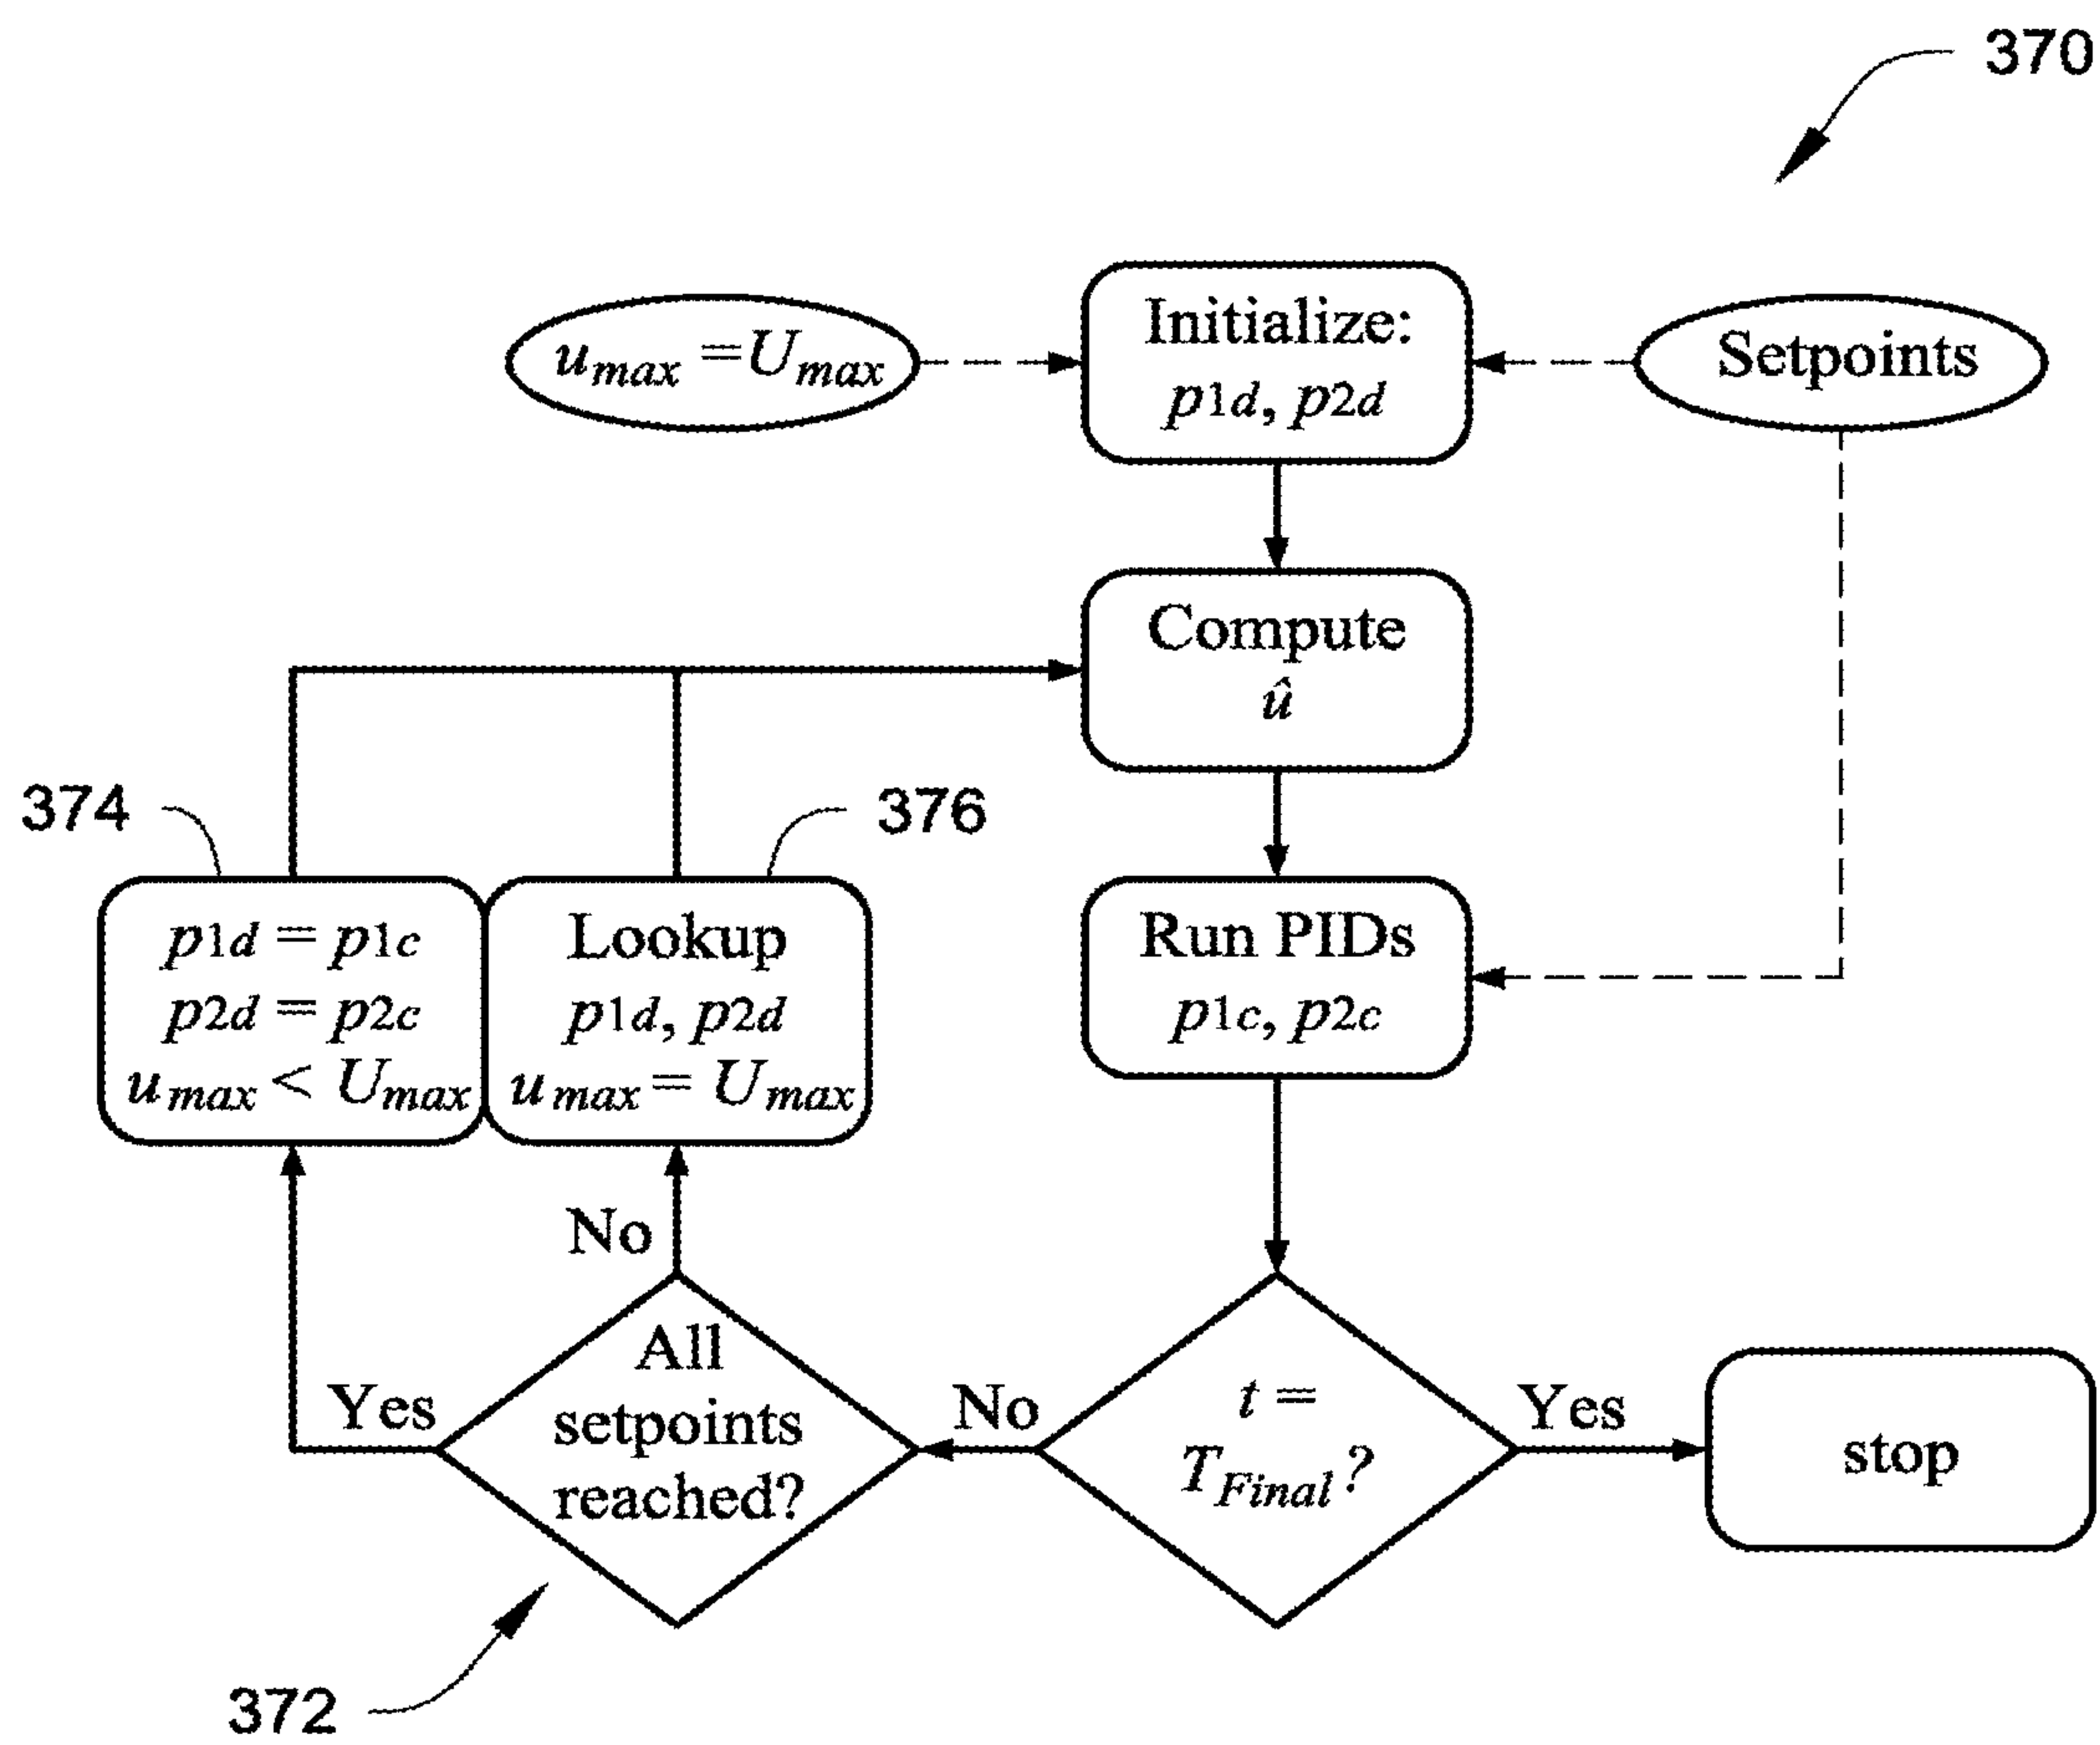 370
Initialize:
p1d, p2d
u_max = U_max
Setpoints
Compute
û
374
376
p1d = p1c
p2d = p2c
u_max < U_max
Lookup
p1d, p2d
u_max = U_max
Run PIDs
p1c, p2c
No
All
setpoints
reached?
Yes
No
t =
T_Final?
Yes
stop
372